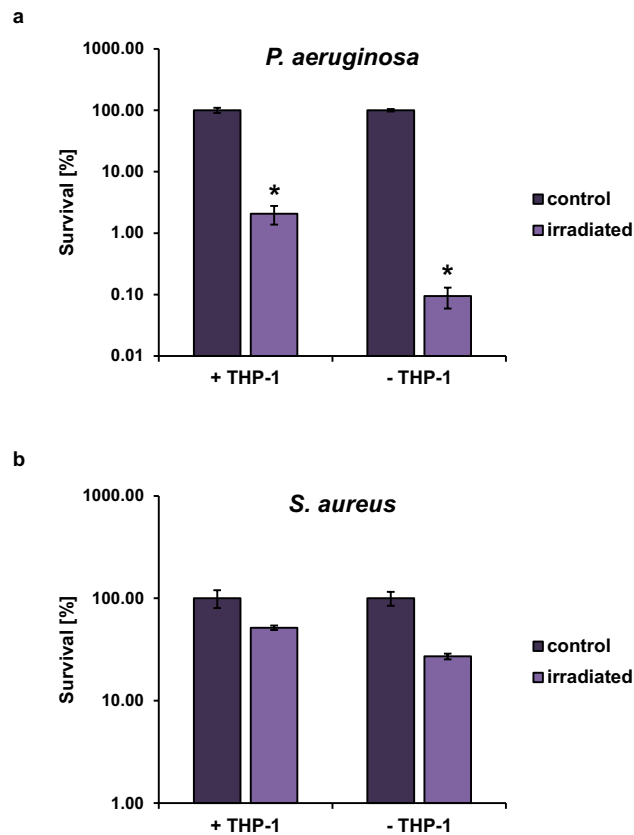 a
P. aeruginosa
1000.00
100.00
10.00
1.00
0.10
0.01
Survival [%]
*
*
+ THP-1
- THP-1
control
irradiated
b
S. aureus
1000.00
100.00
10.00
1.00
Survival [%]
+ THP-1
- THP-1
control
irradiated